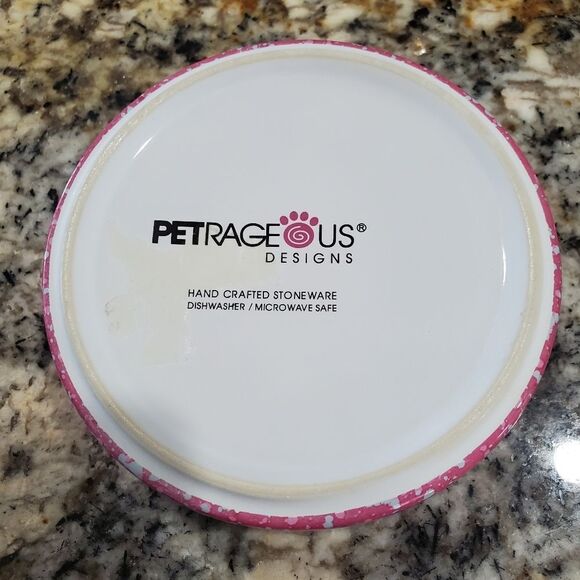 PETRAGEOUS®
DESIGNS
HAND CRAFTED STONEWARE
DISHWASHER / MICROWAVE SAFE